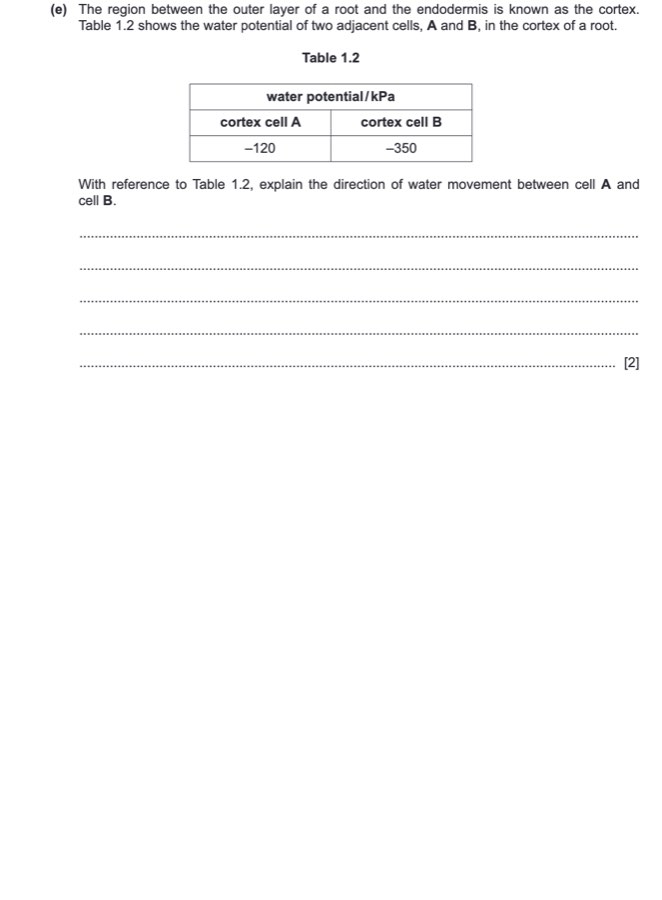 (e) The region between the outer layer of a root and the endodermis is known as the cortex.
Table 1.2 shows the water potential of two adjacent cells, A and B, in the cortex of a root.
Table 1.2
water potential/kPa
cortex cell A cortex cell B
–120 –350
With reference to Table 1.2, explain the direction of water movement between cell A and
cell B.
[2]